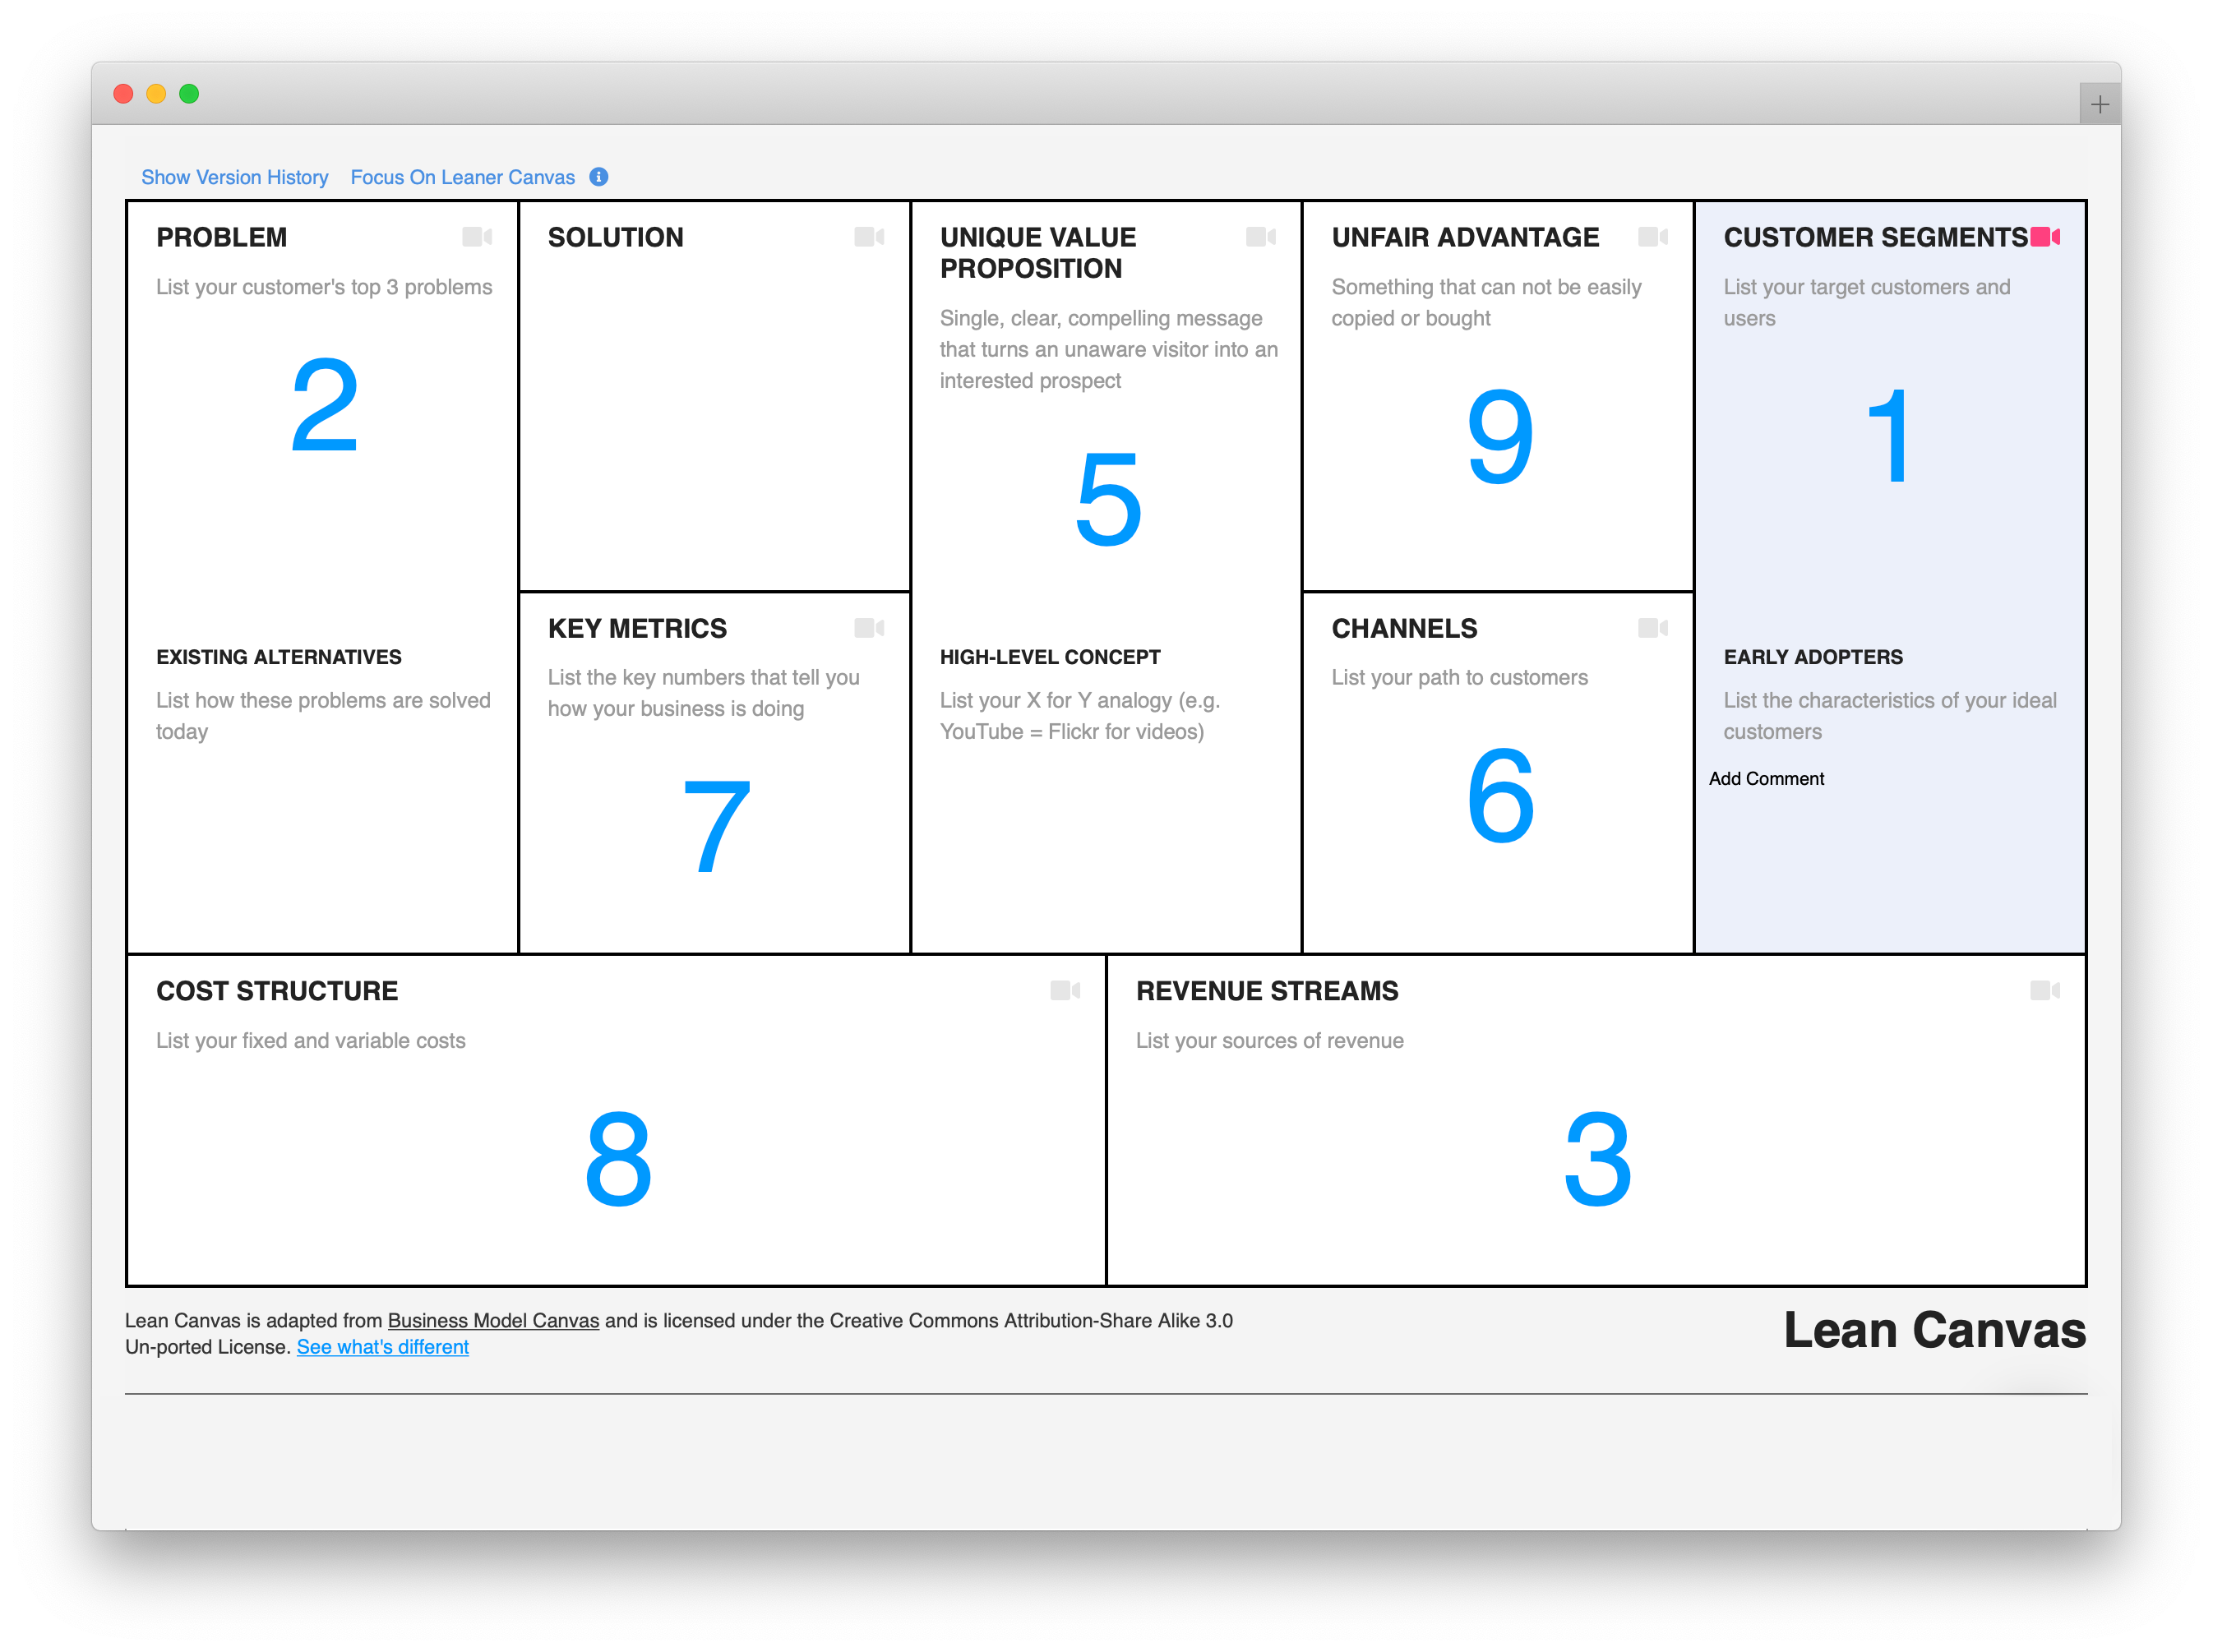 Show Version History Focus On Leaner Canvas
PROBLEM
List your customer's top 3 problems
2
EXISTING ALTERNATIVES
List how these problems are solved
today
SOLUTION
KEY METRICS
List the key numbers that tell you
how your business is doing
7
UNIQUE VALUE
PROPOSITION
Single, clear, compelling message
that turns an unaware visitor into an
interested prospect
5
HIGH-LEVEL CONCEPT
List your X for Y analogy (e.g.
YouTube = Flickr for videos)
UNFAIR ADVANTAGE
Something that can not be easily
copied or bought
9
CHANNELS
List your path to customers
6
CUSTOMER SEGMENTS
List your target customers and
users
1
EARLY ADOPTERS
List the characteristics of your ideal
customers
Add Comment
COST STRUCTURE
List your fixed and variable costs
8
REVENUE STREAMS
List your sources of revenue
3
Lean Canvas is adapted from Business Model Canvas and is licensed under the Creative Commons Attribution-Share Alike 3.0
Un-ported License. See what's different
Lean Canvas